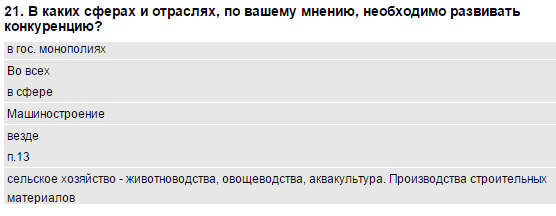 21. В каких сферах и отраслях, по вашему мнению, необходимо развивать
конкуренцию?
в гос. монополиях
Во всех
в сфере
Машиностроение
везде
п.13
сельское хозяйство - животноводства, овощеводства, аквакультура. Производства строительных
материалов